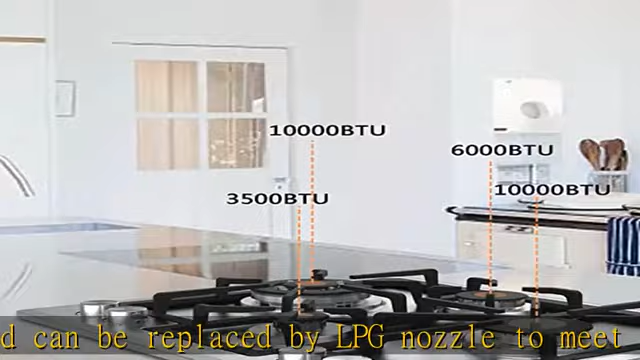 10000BTU
6000BTU
10000BTU
3500BTU
d can be replaced by LPG nozzle to meet